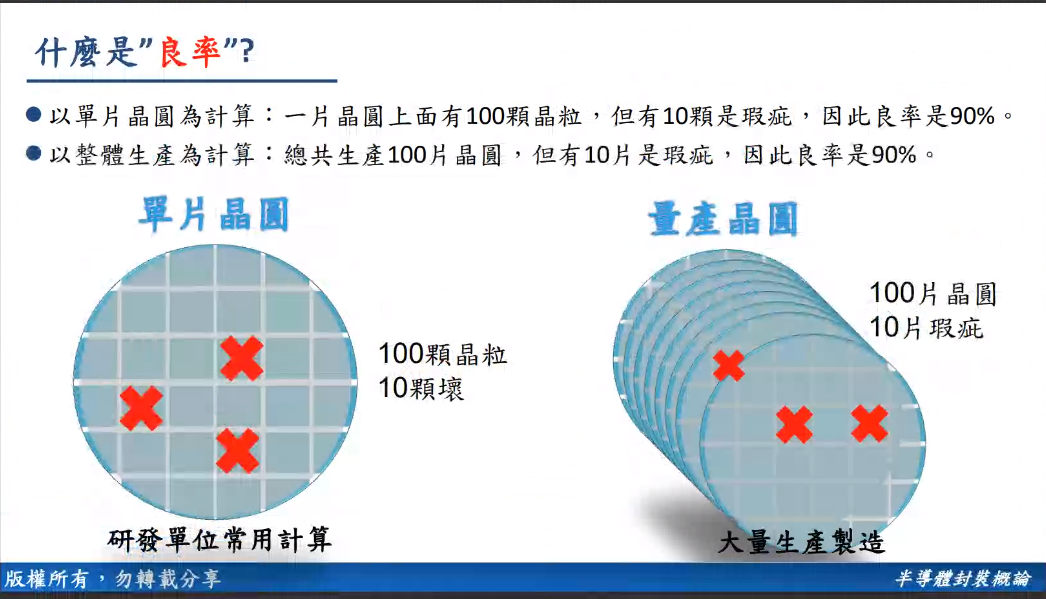 什麼是"良率"?
●以單片晶圓為計算：一片晶圓上面有100顆晶粒，但有10顆是瑕疵，因此良率是90%。
●以整體生產為計算：總共生產100片晶圓，但有10片是瑕疵，因此良率是90%。
單片晶圓
100顆晶粒
10顆壞
研發單位常用計算
量產晶圓
100片晶圓
10片瑕疵
大量生產製造
版權所有，勿轉載分享
半導體封裝概論